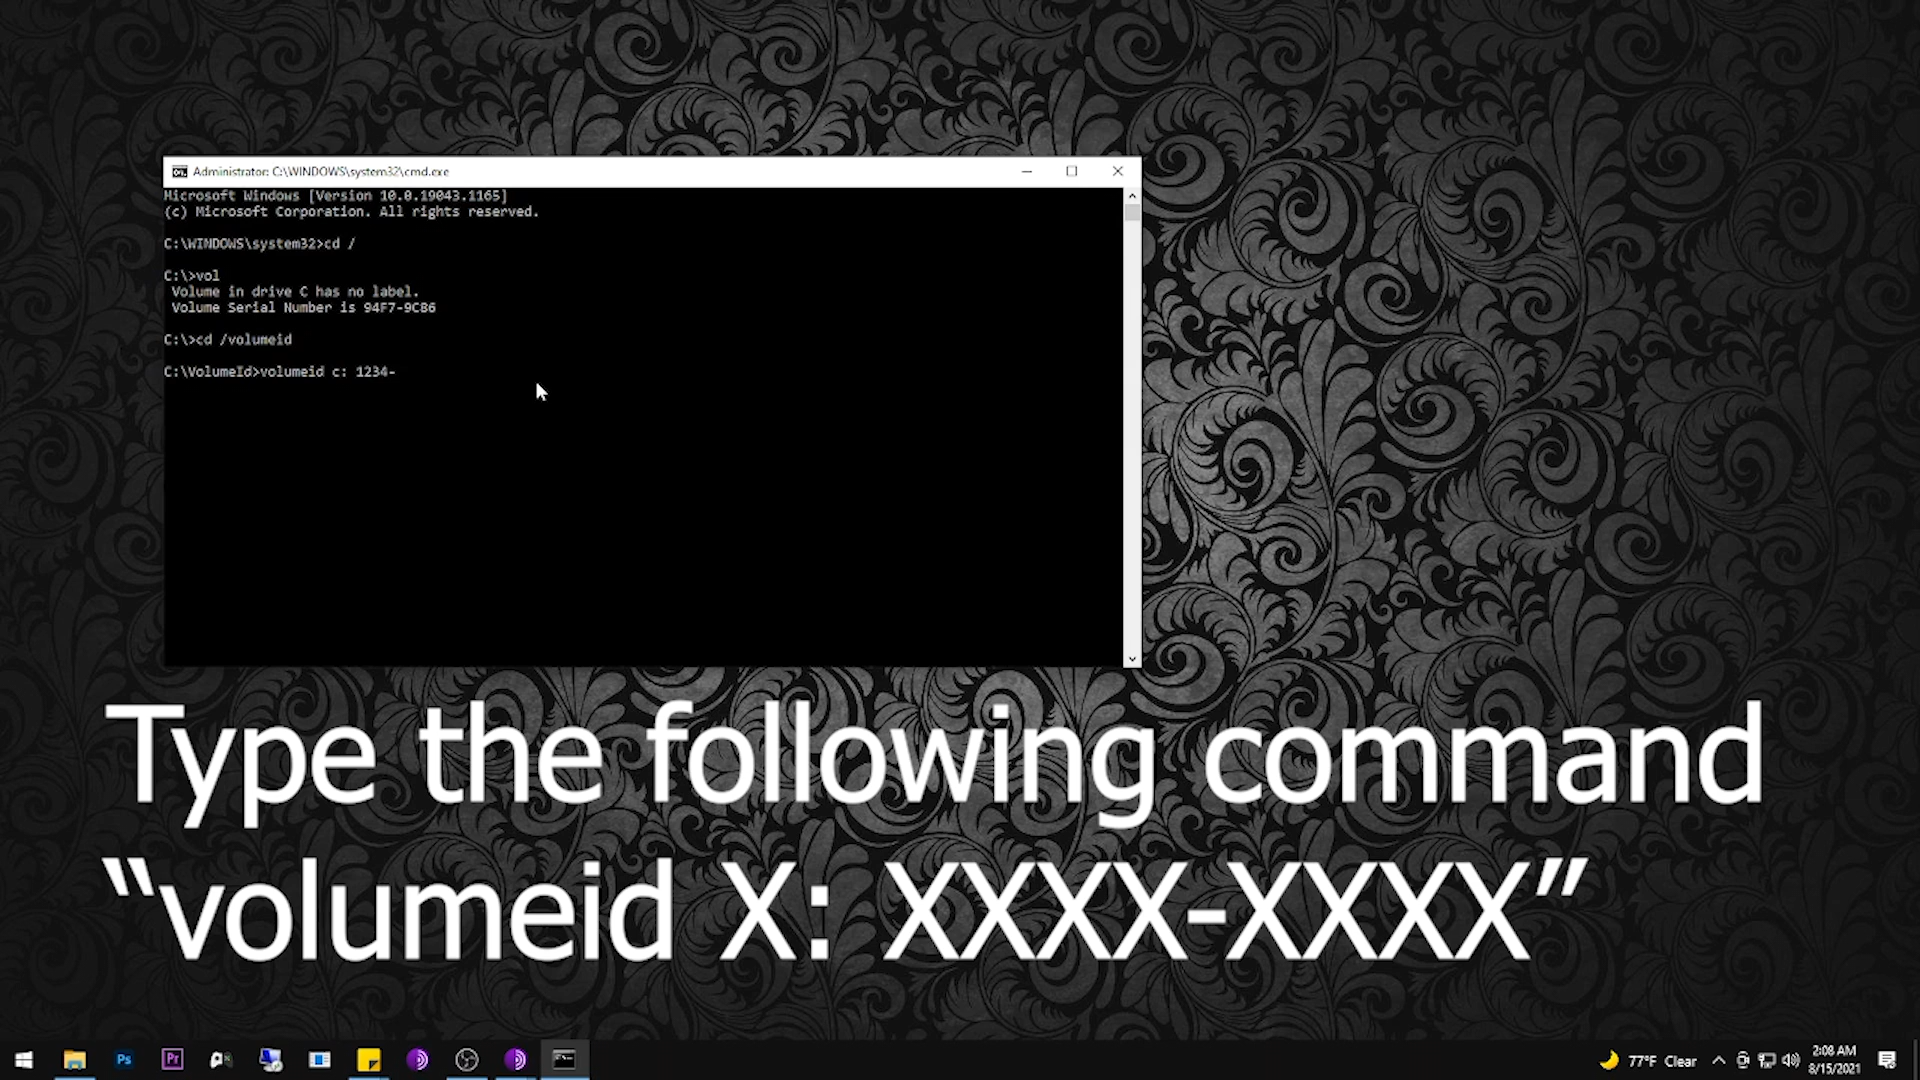 Administrator: C:\WINDOWS\system32\cmd.exe
Microsoft Windows [Version 10.0.19043.1165]
(c) Microsoft Corporation. All rights reserved.
C:\WINDOWS\system32>cd /
C:\>vol
Volume in drive C has no label.
Volume Serial Number is 94F7-9C86
C:\>cd /volumeid
C:\VolumeId>volumeid c: 1234-
Type the following command
“volumeid X: XXXX-XXXX”
Ps
Pr
77°F Clear
2:08 AM
8/15/2021